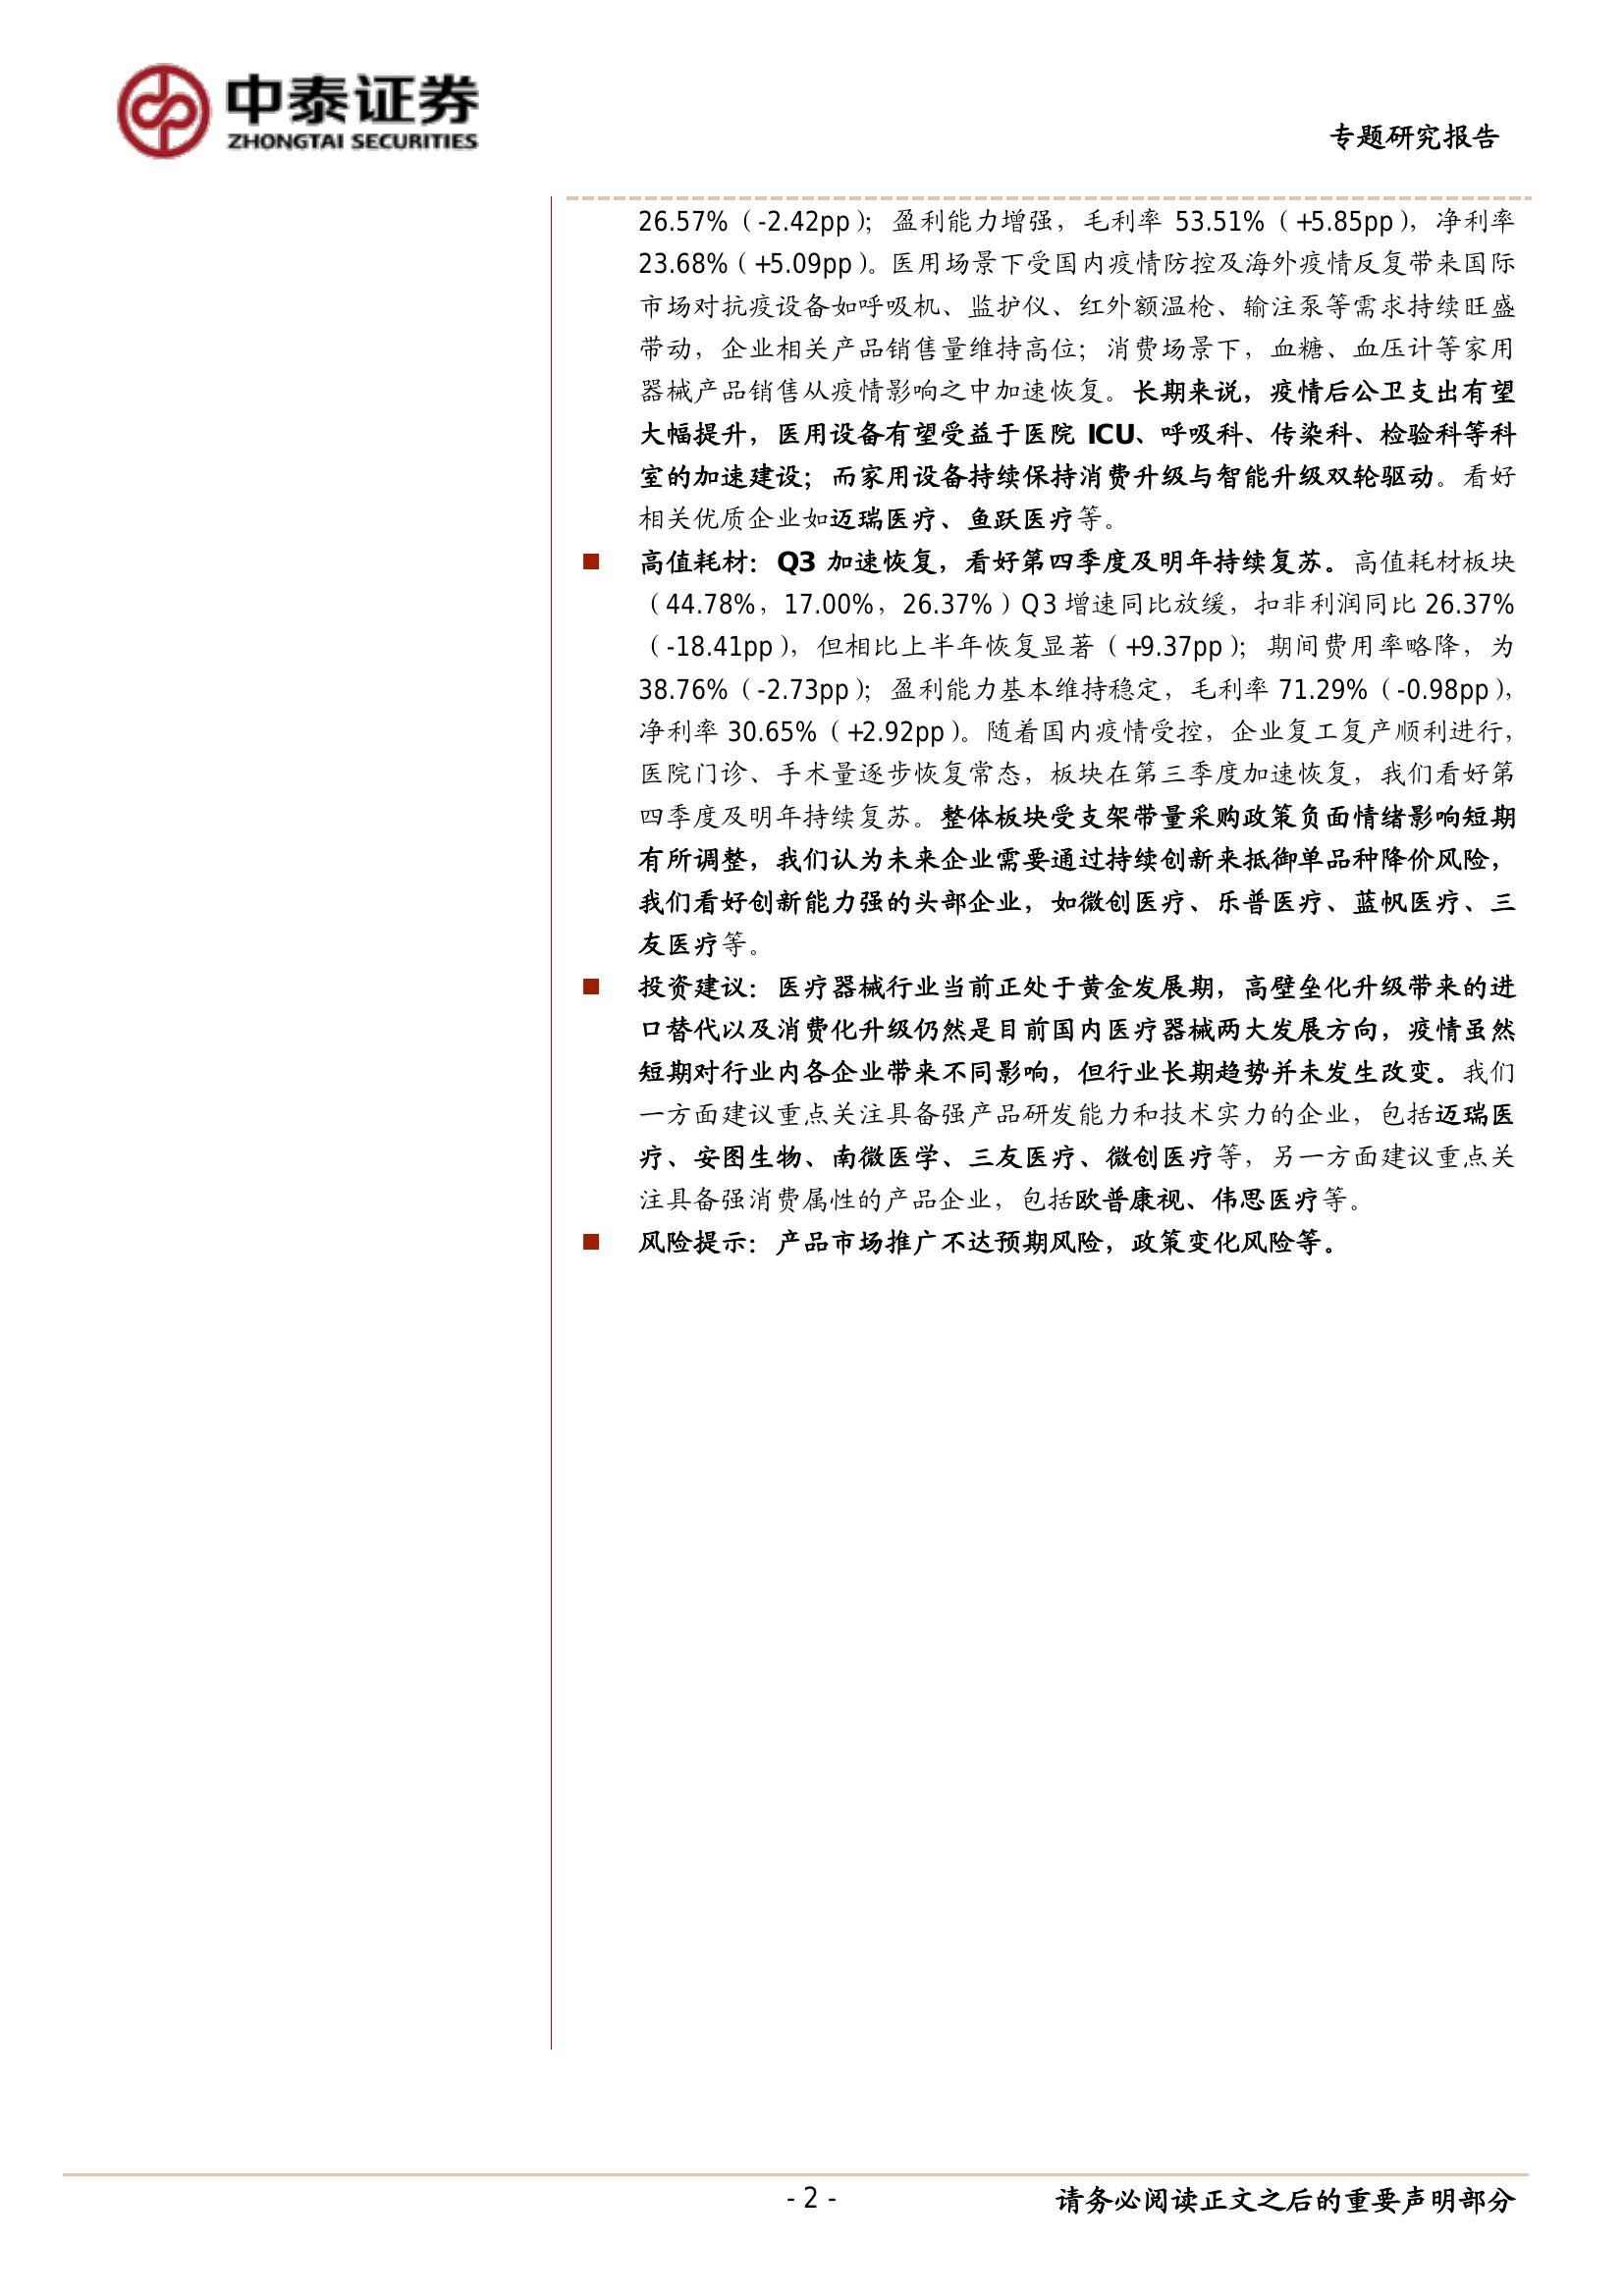 中泰证券
ZHONGTAI SECURITIES
专题研究报告
26.57%（-2.42pp）；盈利能力增强，毛利率 53.51%（+5.85pp），净利率
23.68%（+5.09pp）。医用场景下受国内疫情防控及海外疫情反复带来国际
市场对抗疫设备如呼吸机、监护仪、红外额温枪、输注泵等需求持续旺盛
带动，企业相关产品销售量维持高位；消费场景下，血糖、血压计等家用
器械产品销售从疫情影响之中加速恢复。长期来说，疫情后公卫支出有望
大幅提升，医用设备有望受益于医院 ICU、呼吸科、传染科、检验科等科
室的加速建设；而家用设备持续保持消费升级与智能升级双轮驱动。看好
相关优质企业如迈瑞医疗、鱼跃医疗等。
■ 高值耗材：Q3 加速恢复，看好第四季度及明年持续复苏。高值耗材板块
（44.78%，17.00%，26.37%）Q3 增速同比放缓，扣非利润同比 26.37%
（-18.41pp），但相比上半年恢复显著（+9.37pp）；期间费用率略降，为
38.76%（-2.73pp）；盈利能力基本维持稳定，毛利率 71.29%（-0.98pp），
净利率 30.65%（+2.92pp）。随着国内疫情受控，企业复工复产顺利进行，
医院门诊、手术量逐步恢复常态，板块在第三季度加速恢复，我们看好第
四季度及明年持续复苏。整体板块受支架带量采购政策负面情绪影响短期
有所调整，我们认为未来企业需要通过持续创新来抵御单品种降价风险，
我们看好创新能力强的头部企业，如微创医疗、乐普医疗、蓝帆医疗、三
友医疗等。
■ 投资建议：医疗器械行业当前正处于黄金发展期，高壁垒化升级带来的进
口替代以及消费化升级仍然是目前国内医疗器械两大发展方向，疫情虽然
短期对行业内各企业带来不同影响，但行业长期趋势并未发生改变。我们
一方面建议重点关注具备强产品研发能力和技术实力的企业，包括迈瑞医
疗、安图生物、南微医学、三友医疗、微创医疗等，另一方面建议重点关
注具备强消费属性的产品企业，包括欧普康视、伟思医疗等。
■ 风险提示：产品市场推广不达预期风险，政策变化风险等。
- 2 -
请务必阅读正文之后的重要声明部分